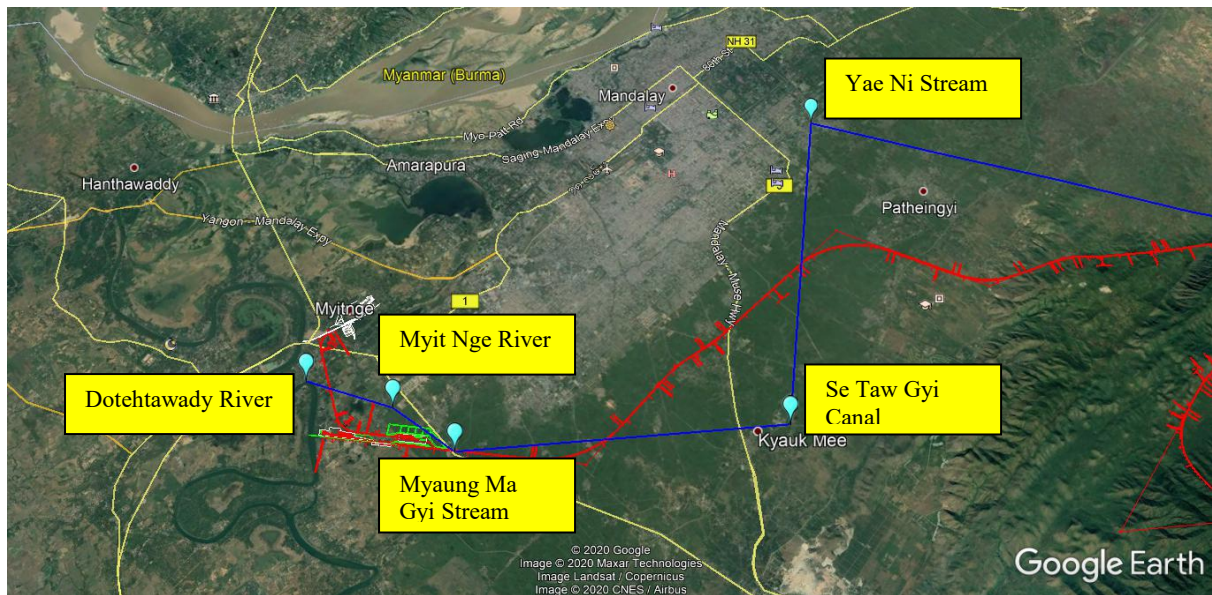 NH 31
86th St
Myanmar (Burma)
Yae Ni Stream
Mandalay
Myo Patt Rd
Saging-Mandalay Expy
Amarapura
Hanthawaddy
Patheingyi
Yangon - Mandalay Expy
Mandalay - Muse Hwy
1
Myitnge
Myit Nge River
Dotehtawady River
Se Taw Gyi
Canal
Kyauk Mee
Myaung Ma
Gyi Stream
© 2020 Google
Image © 2020 Maxar Technologies
Image Landsat / Copernicus
Image © 2020 CNES / Airbus
Google Earth